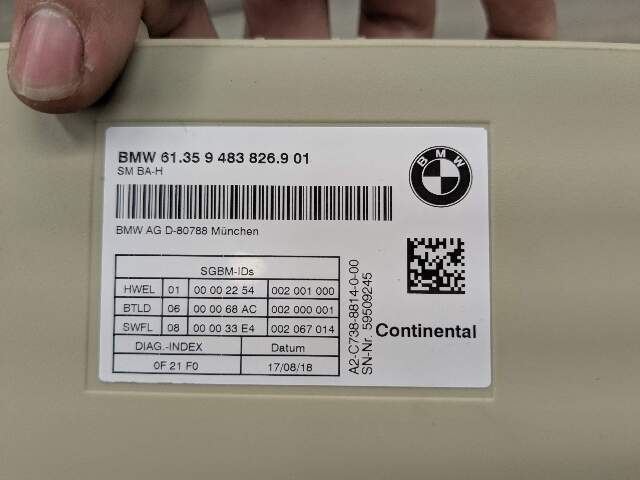 BMW 61.35 9 483 826.9 01
SM BA-H
BMW
BMW AG D-80788 München
SGBM-IDs
HWEL 01 00 00 22 54 002 001 000
BTLD 06 00 00 68 AC 002 000 001
SWFL 08 00 00 33 E4 002 067 014
DIAG.-INDEX Datum
0F 21 F0 17/08/18
A2-C738-8814-0-00
SN-Nr. 59509245
Continental